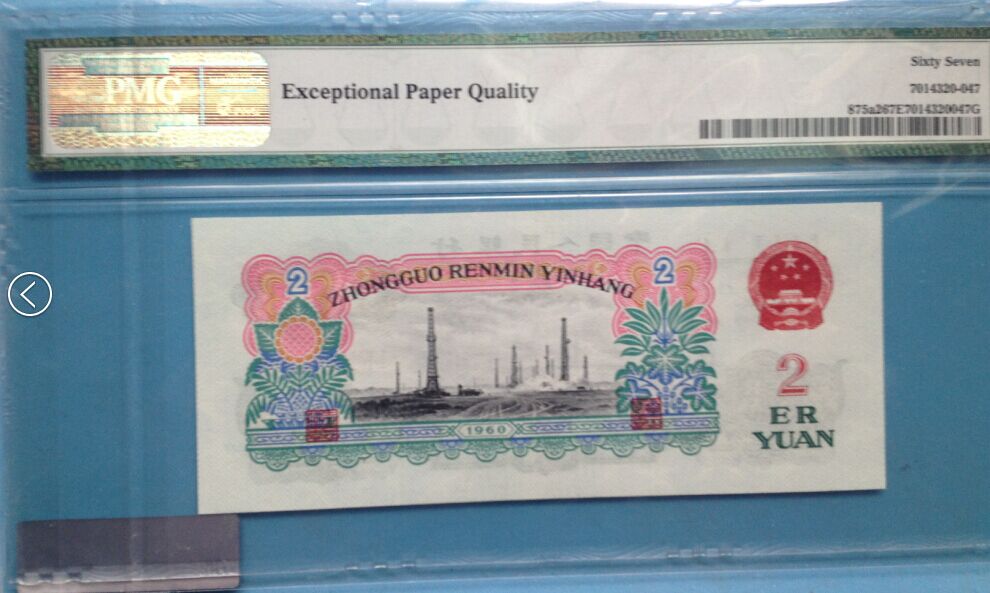 PMG
Exceptional Paper Quality
Sixty Seven
7014320-047
875a267E7014320047G
2
ZHONGGUO RENMIN YINHANG
2
2
ER
YUAN
1960